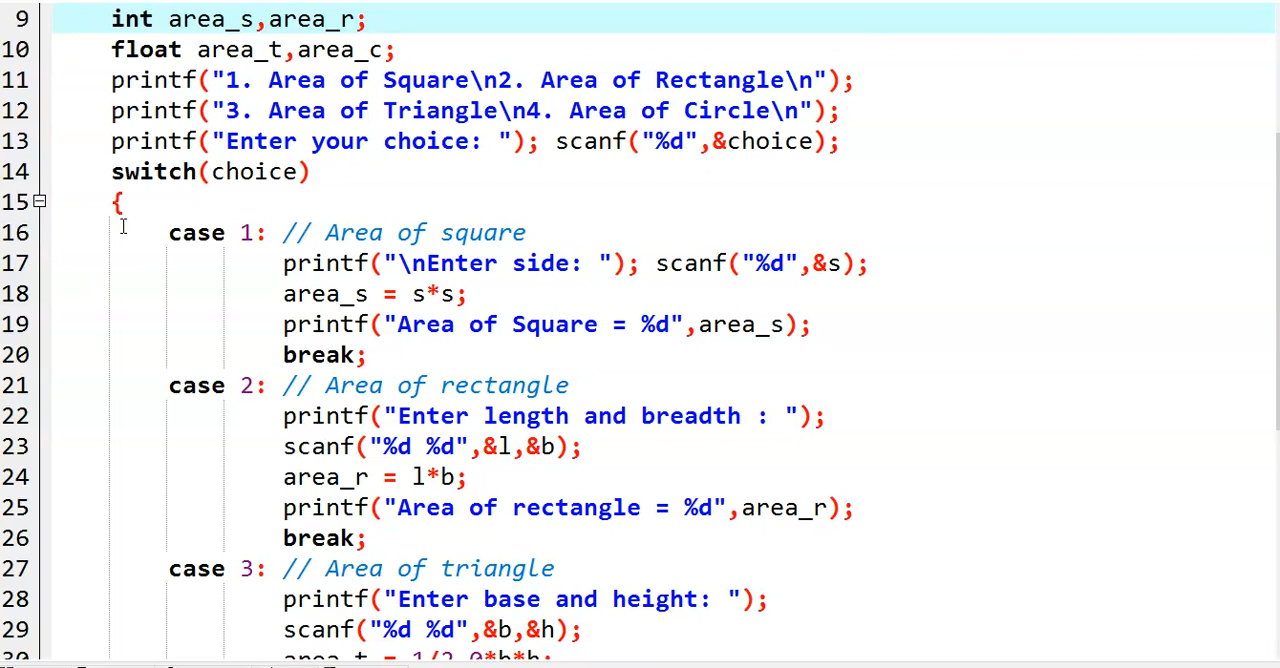 9 int area_s,area_r;
10 float area_t,area_c;
11 printf("1. Area of Square\n2. Area of Rectangle\n");
12 printf("3. Area of Triangle\n4. Area of Circle\n");
13 printf("Enter your choice: "); scanf("%d",&choice);
14 switch(choice)
15 {
16 case 1: // Area of square
17 printf("\nEnter side: "); scanf("%d",&s);
18 area_s = s*s;
19 printf("Area of Square = %d",area_s);
20 break;
21 case 2: // Area of rectangle
22 printf("Enter length and breadth : ");
23 scanf("%d %d",&l,&b);
24 area_r = l*b;
25 printf("Area of rectangle = %d",area_r);
26 break;
27 case 3: // Area of triangle
28 printf("Enter base and height: ");
29 scanf("%d %d",&b,&h);
30 area_t = 1/2.0*b*h;